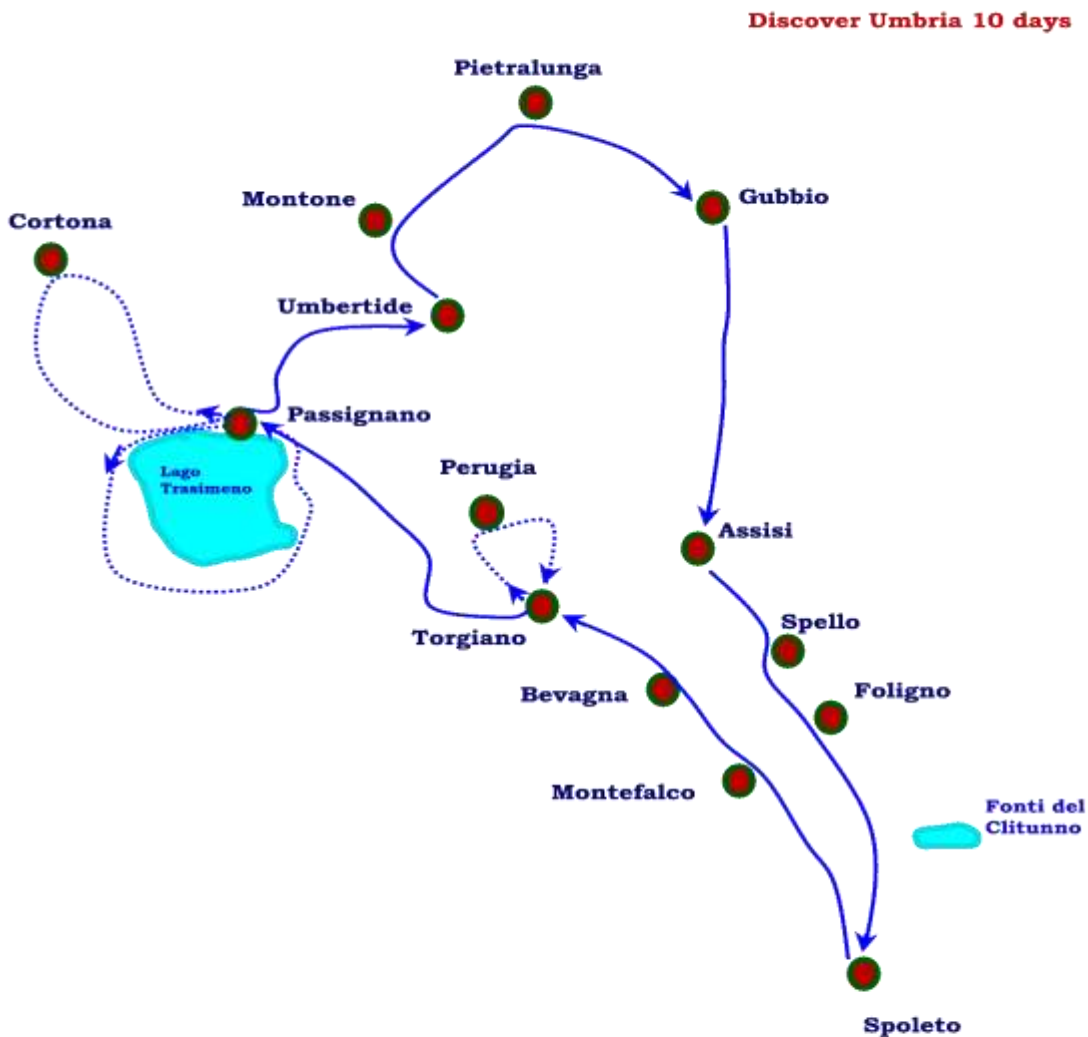 Discover Umbria 10 days
Pietralunga
Montone
Gubbio
Cortona
Umbertide
Passignano
Perugia
Lago
Trasimeno
Assisi
Spello
Torgiano
Bevagna
Foligno
Montefalco
Fonti del
Clitunno
Spoleto